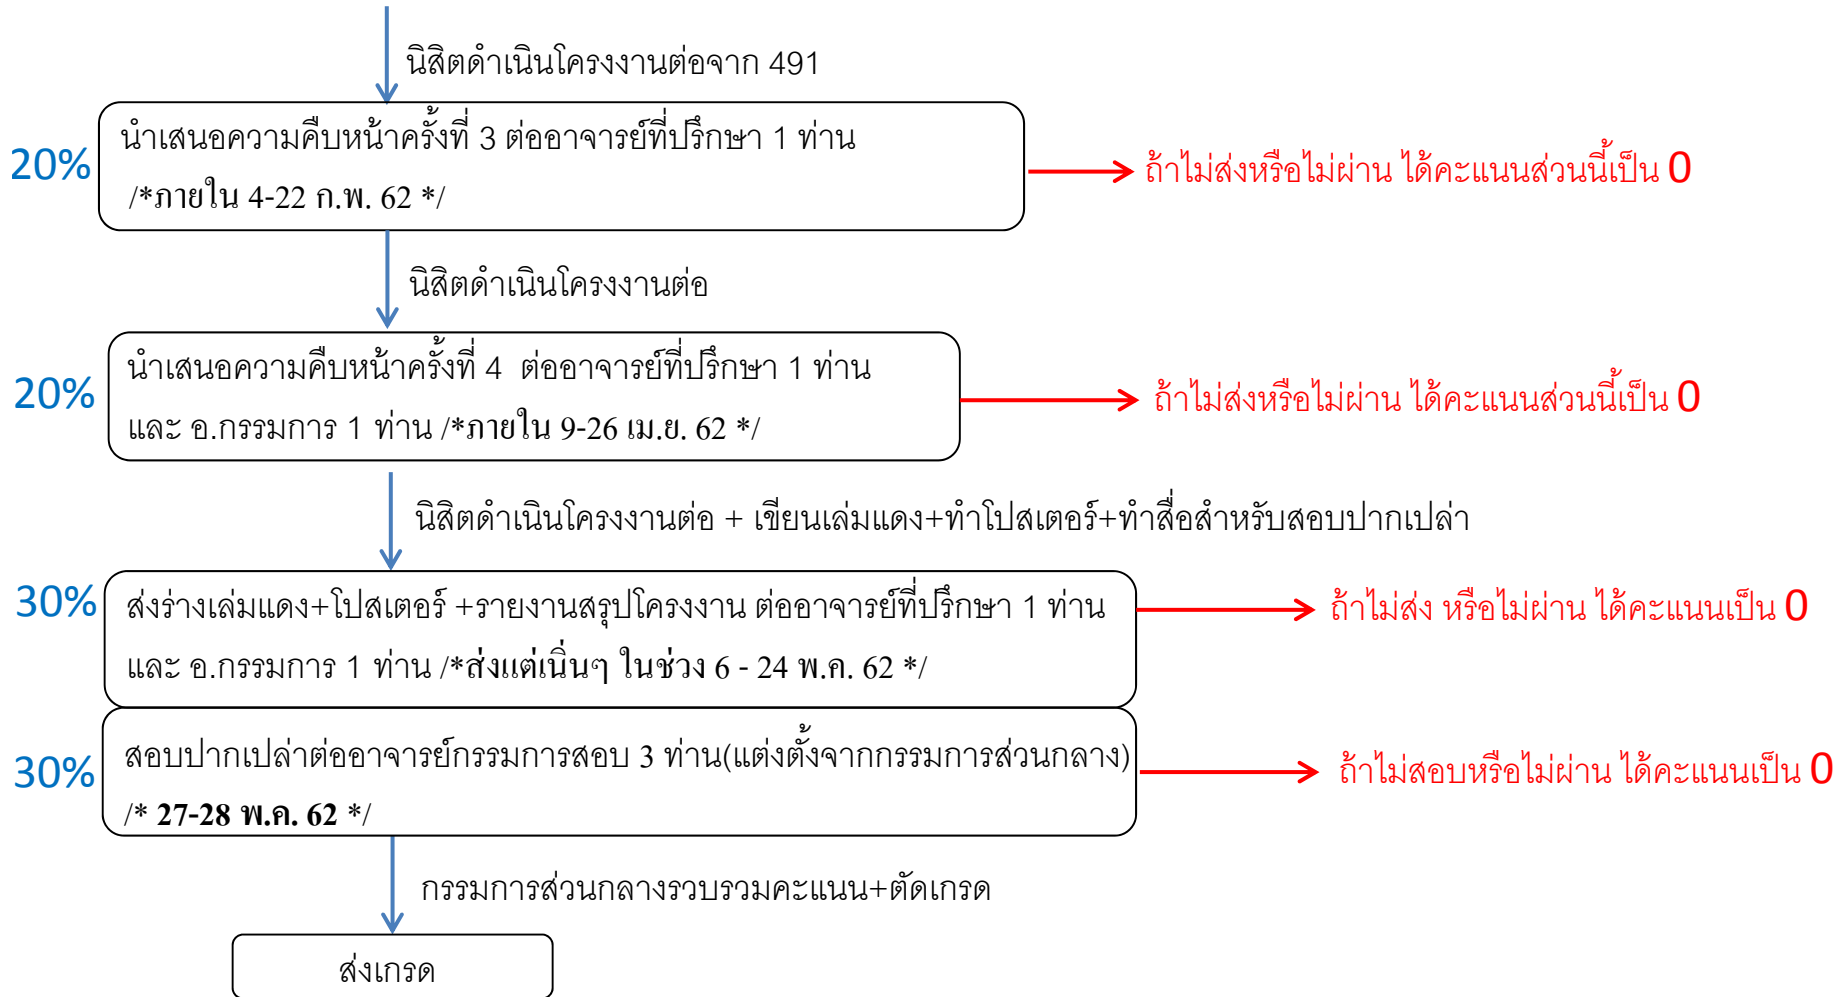 นิสิตดำเนินโครงงานต่อจาก 491
20%
นำเสนอความคืบหน้าครั้งที่ 3 ต่ออาจารย์ที่ปรึกษา 1 ท่าน
/*ภายใน 4-22 ก.พ. 62 */
ถ้าไม่ส่งหรือไม่ผ่าน ได้คะแนนส่วนนี้เป็น 0
นิสิตดำเนินโครงงานต่อ
20%
นำเสนอความคืบหน้าครั้งที่ 4 ต่ออาจารย์ที่ปรึกษา 1 ท่าน
และ อ.กรรมการ 1 ท่าน /*ภายใน 9-26 เม.ย. 62 */
ถ้าไม่ส่งหรือไม่ผ่าน ได้คะแนนส่วนนี้เป็น 0
นิสิตดำเนินโครงงานต่อ + เขียนเล่มแดง+ทำโปสเตอร์+ทำสื่อสำหรับสอบปากเปล่า
30%
ส่งร่างเล่มแดง+โปสเตอร์ +รายงานสรุปโครงงาน ต่ออาจารย์ที่ปรึกษา 1 ท่าน
และ อ.กรรมการ 1 ท่าน /*ส่งแต่เนิ่นๆ ในช่วง 6 - 24 พ.ค. 62 */
ถ้าไม่ส่ง หรือไม่ผ่าน ได้คะแนนเป็น 0
30%
สอบปากเปล่าต่ออาจารย์กรรมการสอบ 3 ท่าน(แต่งตั้งจากกรรมการส่วนกลาง)
/* 27-28 พ.ค. 62 */
ถ้าไม่สอบหรือไม่ผ่าน ได้คะแนนเป็น 0
กรรมการส่วนกลางรวบรวมคะแนน+ตัดเกรด
ส่งเกรด